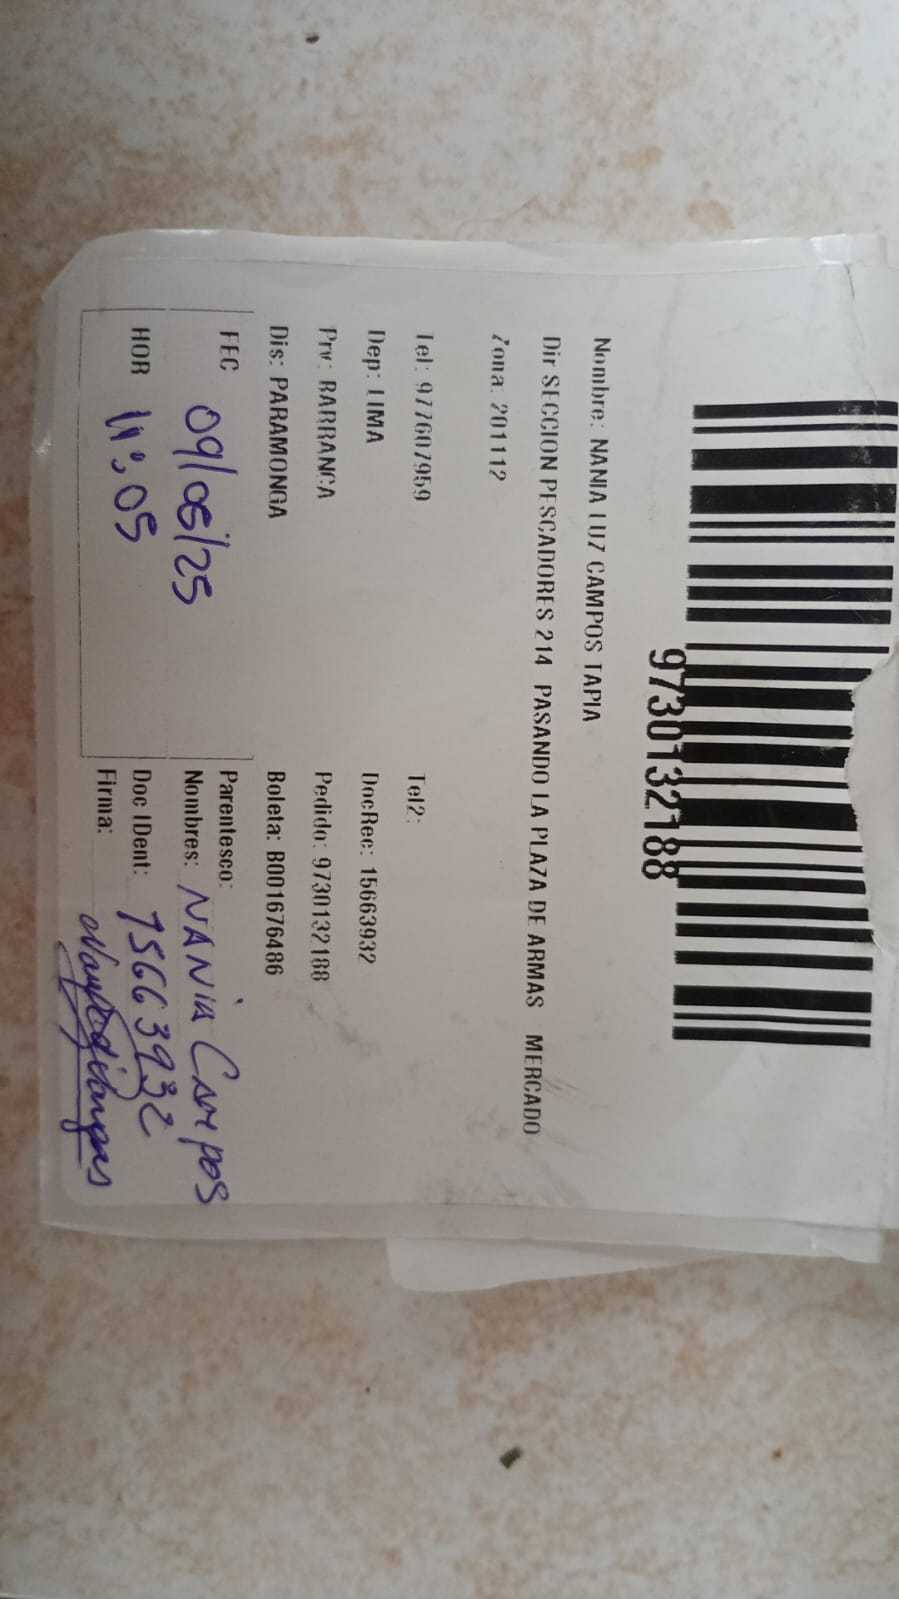 9730132188
Nombre: NANIA LUZ CAMPOS TAPIA
Dir SECCION PESCADORES 214 PASANDO LA PLAZA DE ARMAS MERCADO
Zona: 201112
Tel: 977607959 Tel2:
Dep: LIMA DocRec: 15663932
Prv: BARRANCA Pedido: 9730132188
Dis: PARAMONGA Boleta: B001676486
FEC 09/05/25 Parentesco:
Nombres: NANIA Campos
HOR 11:05 Doc IDent: 15663932
Firma: